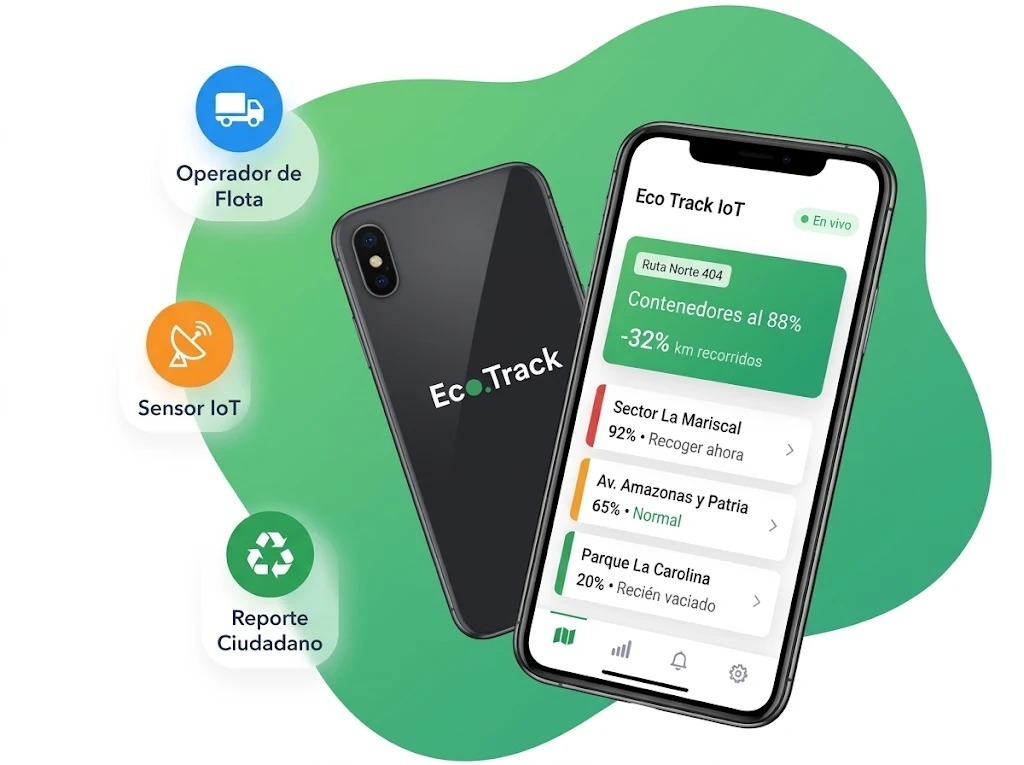 Operador de
Flota
Sensor IoT
Reporte
Ciudadano
Eco.Track
Eco Track IoT
En vivo
Ruta Norte 404
Contenedores al 88%
-32% km recorridos
Sector La Mariscal
92% • Recoger ahora
Av. Amazonas y Patria
65% • Normal
Parque La Carolina
20% • Recién vaciado